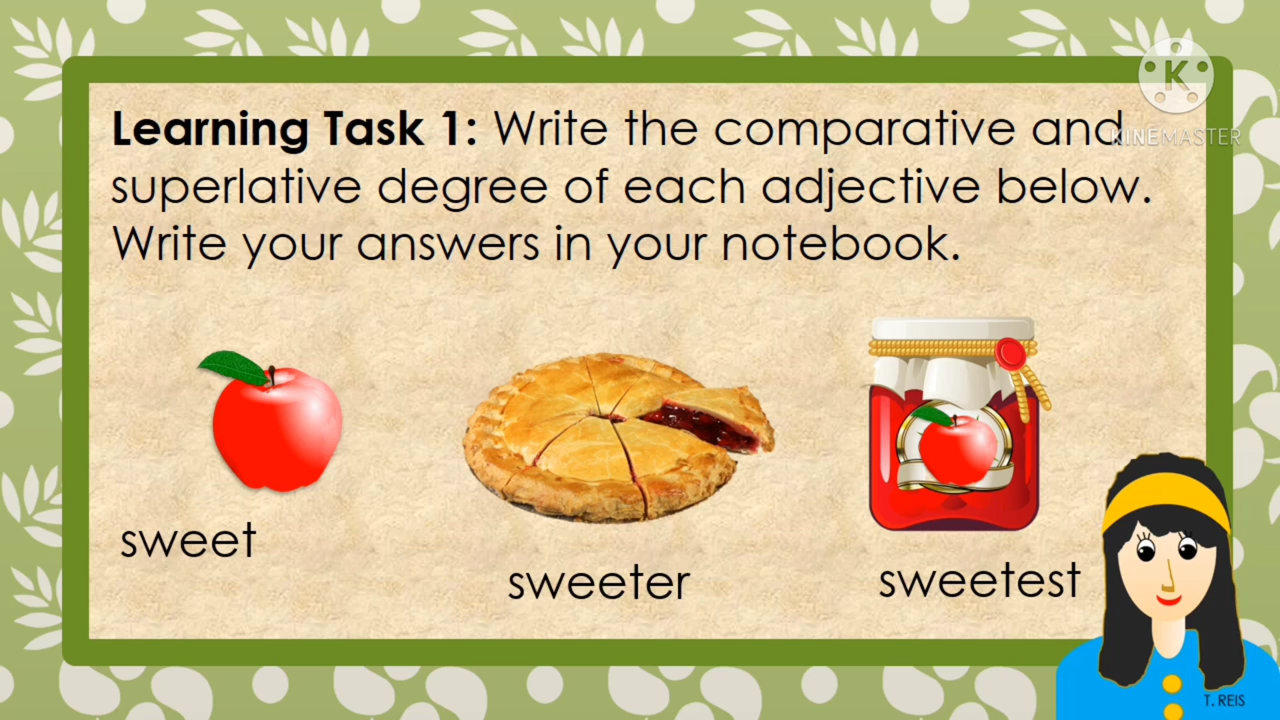 Learning Task 1: Write the comparative and
superlative degree of each adjective below.
Write your answers in your notebook.
K
KINEMASTER
sweet
sweeter
sweetest
T. REIS